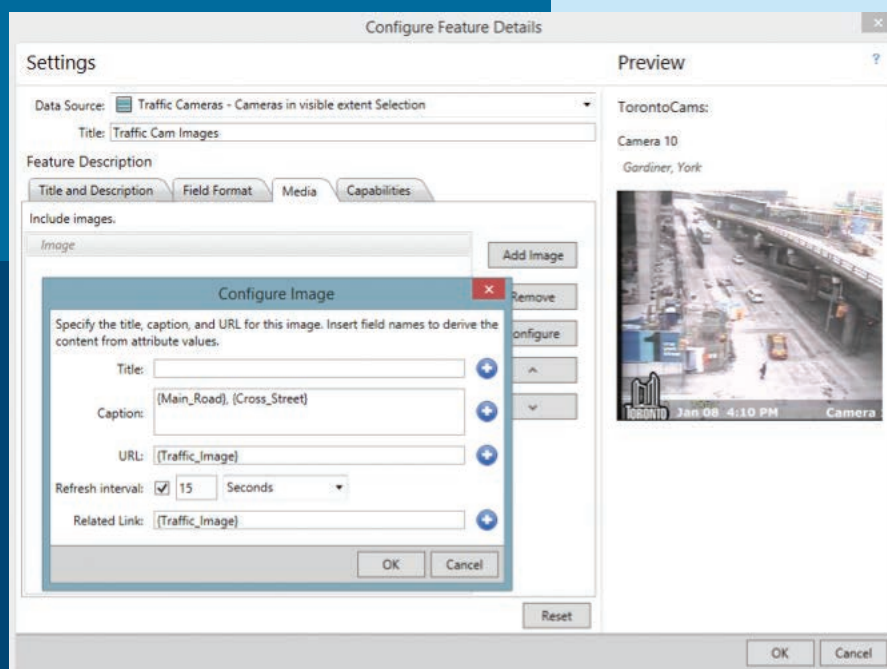 Configure Feature Details
Settings
Data Source: Traffic Cameras - Cameras in visible extent Selection
Title: Traffic Cam Images
Feature Description
Title and Description Field Format Media Capabilities
Include images.
Image
Add Image
Remove
onfigure
Configure Image
Specify the title, caption, and URL for this image. Insert field names to derive the
content from attribute values.
Title:
Caption: {Main_Road}, {Cross_Street}
URL: {Traffic_Image}
Refresh interval: 15 Seconds
Related Link: {Traffic_Image}
OK Cancel
Reset
Preview ?
TorontoCams:
Camera 10
Gardiner, York
1
TORONTO Jan 08 4:10 PM Camera
OK Cancel